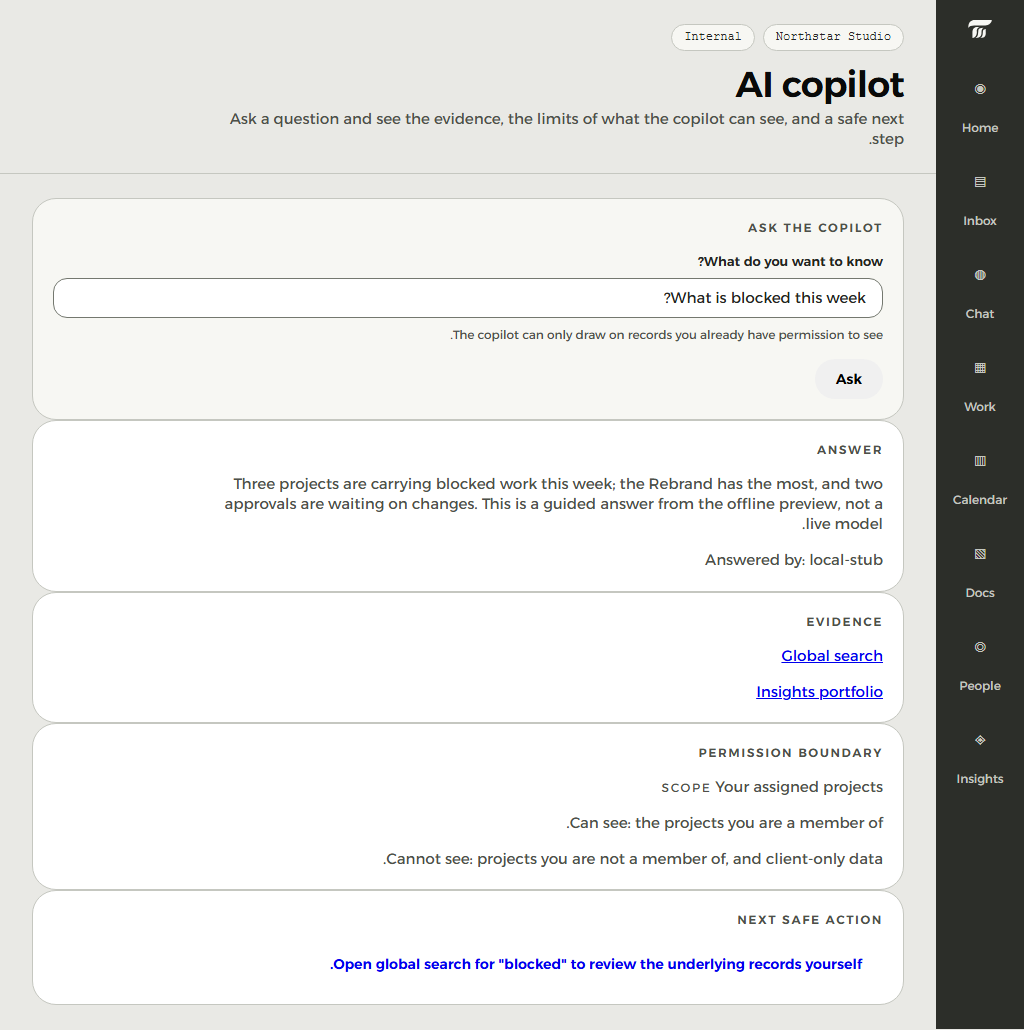 Northstar Studio
Internal
AI copilot
Ask a question and see the evidence, the limits of what the copilot can see, and a safe next
step.
ASK THE COPILOT
What do you want to know?
What is blocked this week?
The copilot can only draw on records you already have permission to see.
Ask
ANSWER
Three projects are carrying blocked work this week; the Rebrand has the most, and two
approvals are waiting on changes. This is a guided answer from the offline preview, not a
live model.
Answered by: local-stub
EVIDENCE
Global search
Insights portfolio
PERMISSION BOUNDARY
SCOPE Your assigned projects
Can see: the projects you are a member of.
Cannot see: projects you are not a member of, and client-only data.
NEXT SAFE ACTION
Open global search for "blocked" to review the underlying records yourself.
Home
Inbox
Chat
Work
Calendar
Docs
People
Insights